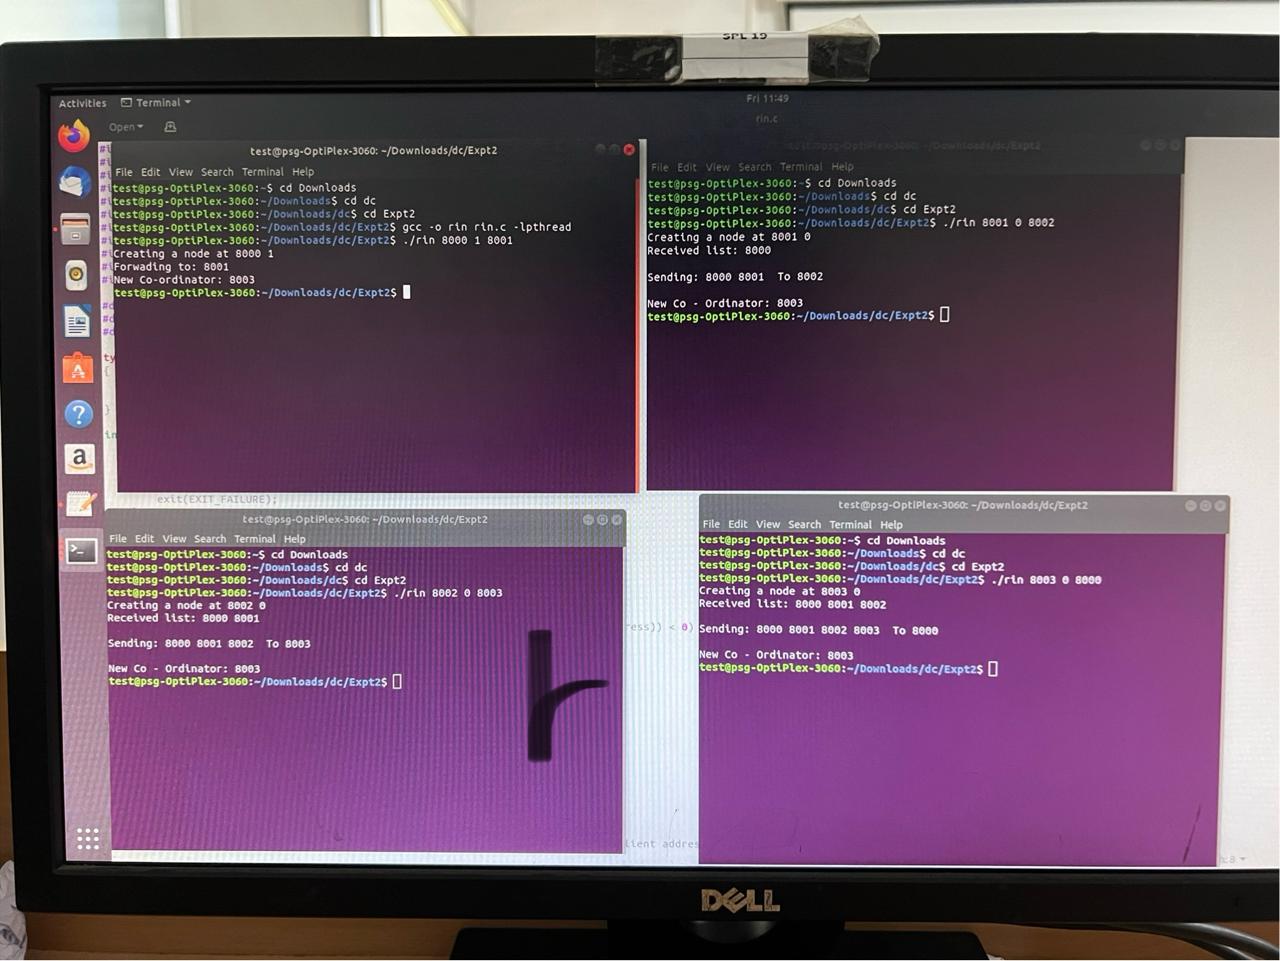 SPL 19
Activities Terminal Fri 11:49
Open rin.c
test@psg-OptiPlex-3060: ~/Downloads/dc/Expt2
File Edit View Search Terminal Help
test@psg-OptiPlex-3060:~$ cd Downloads
test@psg-OptiPlex-3060:~/Downloads$ cd dc
test@psg-OptiPlex-3060:~/Downloads/dc$ cd Expt2
test@psg-OptiPlex-3060:~/Downloads/dc/Expt2$ gcc -o rin rin.c -lpthread
test@psg-OptiPlex-3060:~/Downloads/dc/Expt2$ ./rin 8000 1 8001
Creating a node at 8000 1
Forwading to: 8001
New Co-ordinator: 8003
test@psg-OptiPlex-3060:~/Downloads/dc/Expt2$
test@psg-OptiPlex-3060: ~/Downloads/dc/Expt2
File Edit View Search Terminal Help
test@psg-OptiPlex-3060:~$ cd Downloads
test@psg-OptiPlex-3060:~/Downloads$ cd dc
test@psg-OptiPlex-3060:~/Downloads/dc$ cd Expt2
test@psg-OptiPlex-3060:~/Downloads/dc/Expt2$ ./rin 8001 0 8002
Creating a node at 8001 0
Received list: 8000
Sending: 8000 8001 To 8002
New Co - Ordinator: 8003
test@psg-OptiPlex-3060:~/Downloads/dc/Expt2$
exit(EXIT_FAILURE);
test@psg-OptiPlex-3060: ~/Downloads/dc/Expt2
File Edit View Search Terminal Help
test@psg-OptiPlex-3060:~$ cd Downloads
test@psg-OptiPlex-3060:~/Downloads$ cd dc
test@psg-OptiPlex-3060:~/Downloads/dc$ cd Expt2
test@psg-OptiPlex-3060:~/Downloads/dc/Expt2$ ./rin 8002 0 8003
Creating a node at 8002 0
Received list: 8000 8001
Sending: 8000 8001 8002 To 8003
New Co - Ordinator: 8003
test@psg-OptiPlex-3060:~/Downloads/dc/Expt2$
test@psg-OptiPlex-3060: ~/Downloads/dc/Expt2
File Edit View Search Terminal Help
test@psg-OptiPlex-3060:~$ cd Downloads
test@psg-OptiPlex-3060:~/Downloads$ cd dc
test@psg-OptiPlex-3060:~/Downloads/dc$ cd Expt2
test@psg-OptiPlex-3060:~/Downloads/dc/Expt2$ ./rin 8003 0 8000
Creating a node at 8003 0
Received list: 8000 8001 8002
Sending: 8000 8001 8002 8003 To 8000
New Co - Ordinator: 8003
test@psg-OptiPlex-3060:~/Downloads/dc/Expt2$
ress)) < 0)
lient addres
DELL